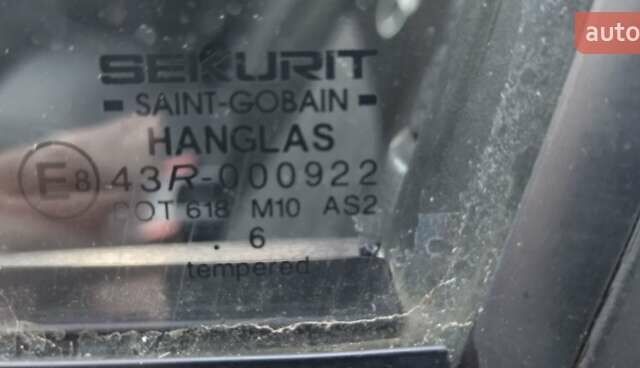 auto
SEKURIT
SAINT-GOBAIN
HANGLAS
E8 43R-000922
DOT 618 M10 AS2
. 6
tempered